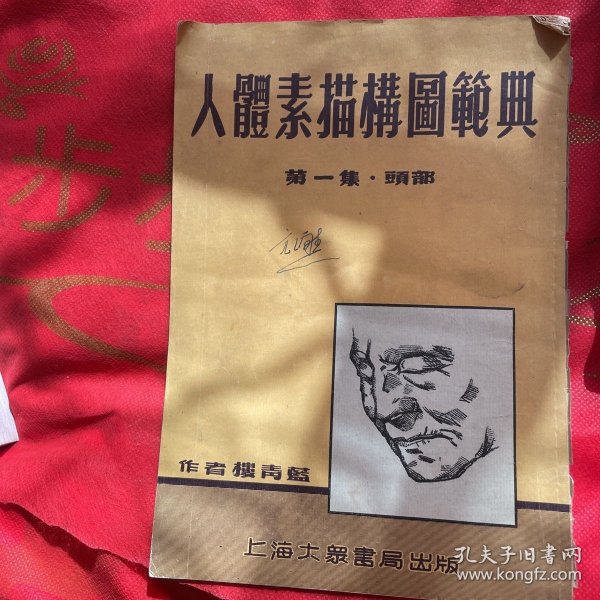 人體素描構圖範典
第一集·頭部
作者樓青藍
上海大眾書局出版
孔夫子旧书网
www.kongfz.com